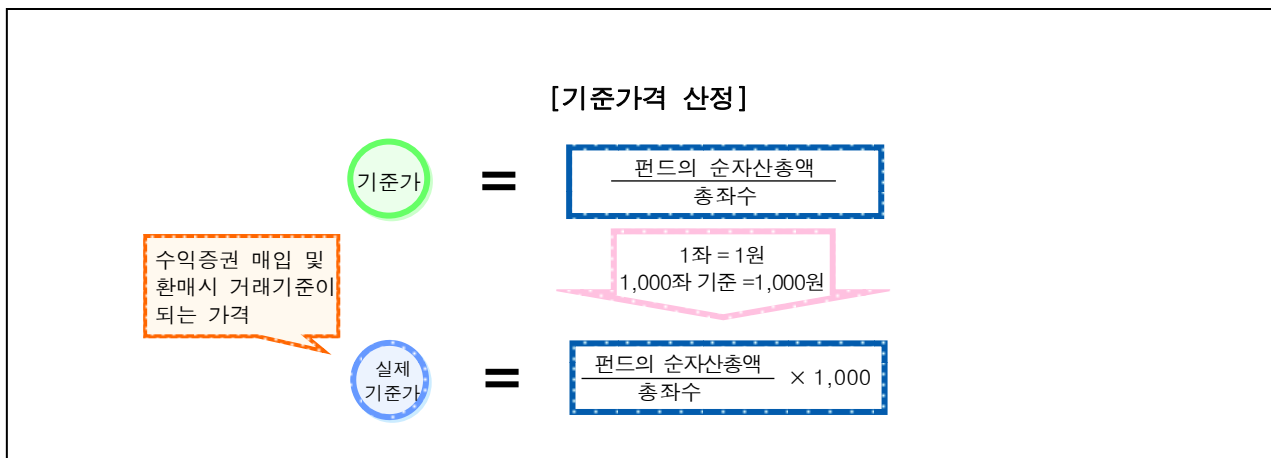 [기준가격 산정]
기준가
=
펀드의 순자산총액
총좌수
1좌 = 1원
1,000좌 기준 =1,000원
수익증권 매입 및
환매시 거래기준이
되는 가격
실제
기준가
=
펀드의 순자산총액
총좌수
× 1,000